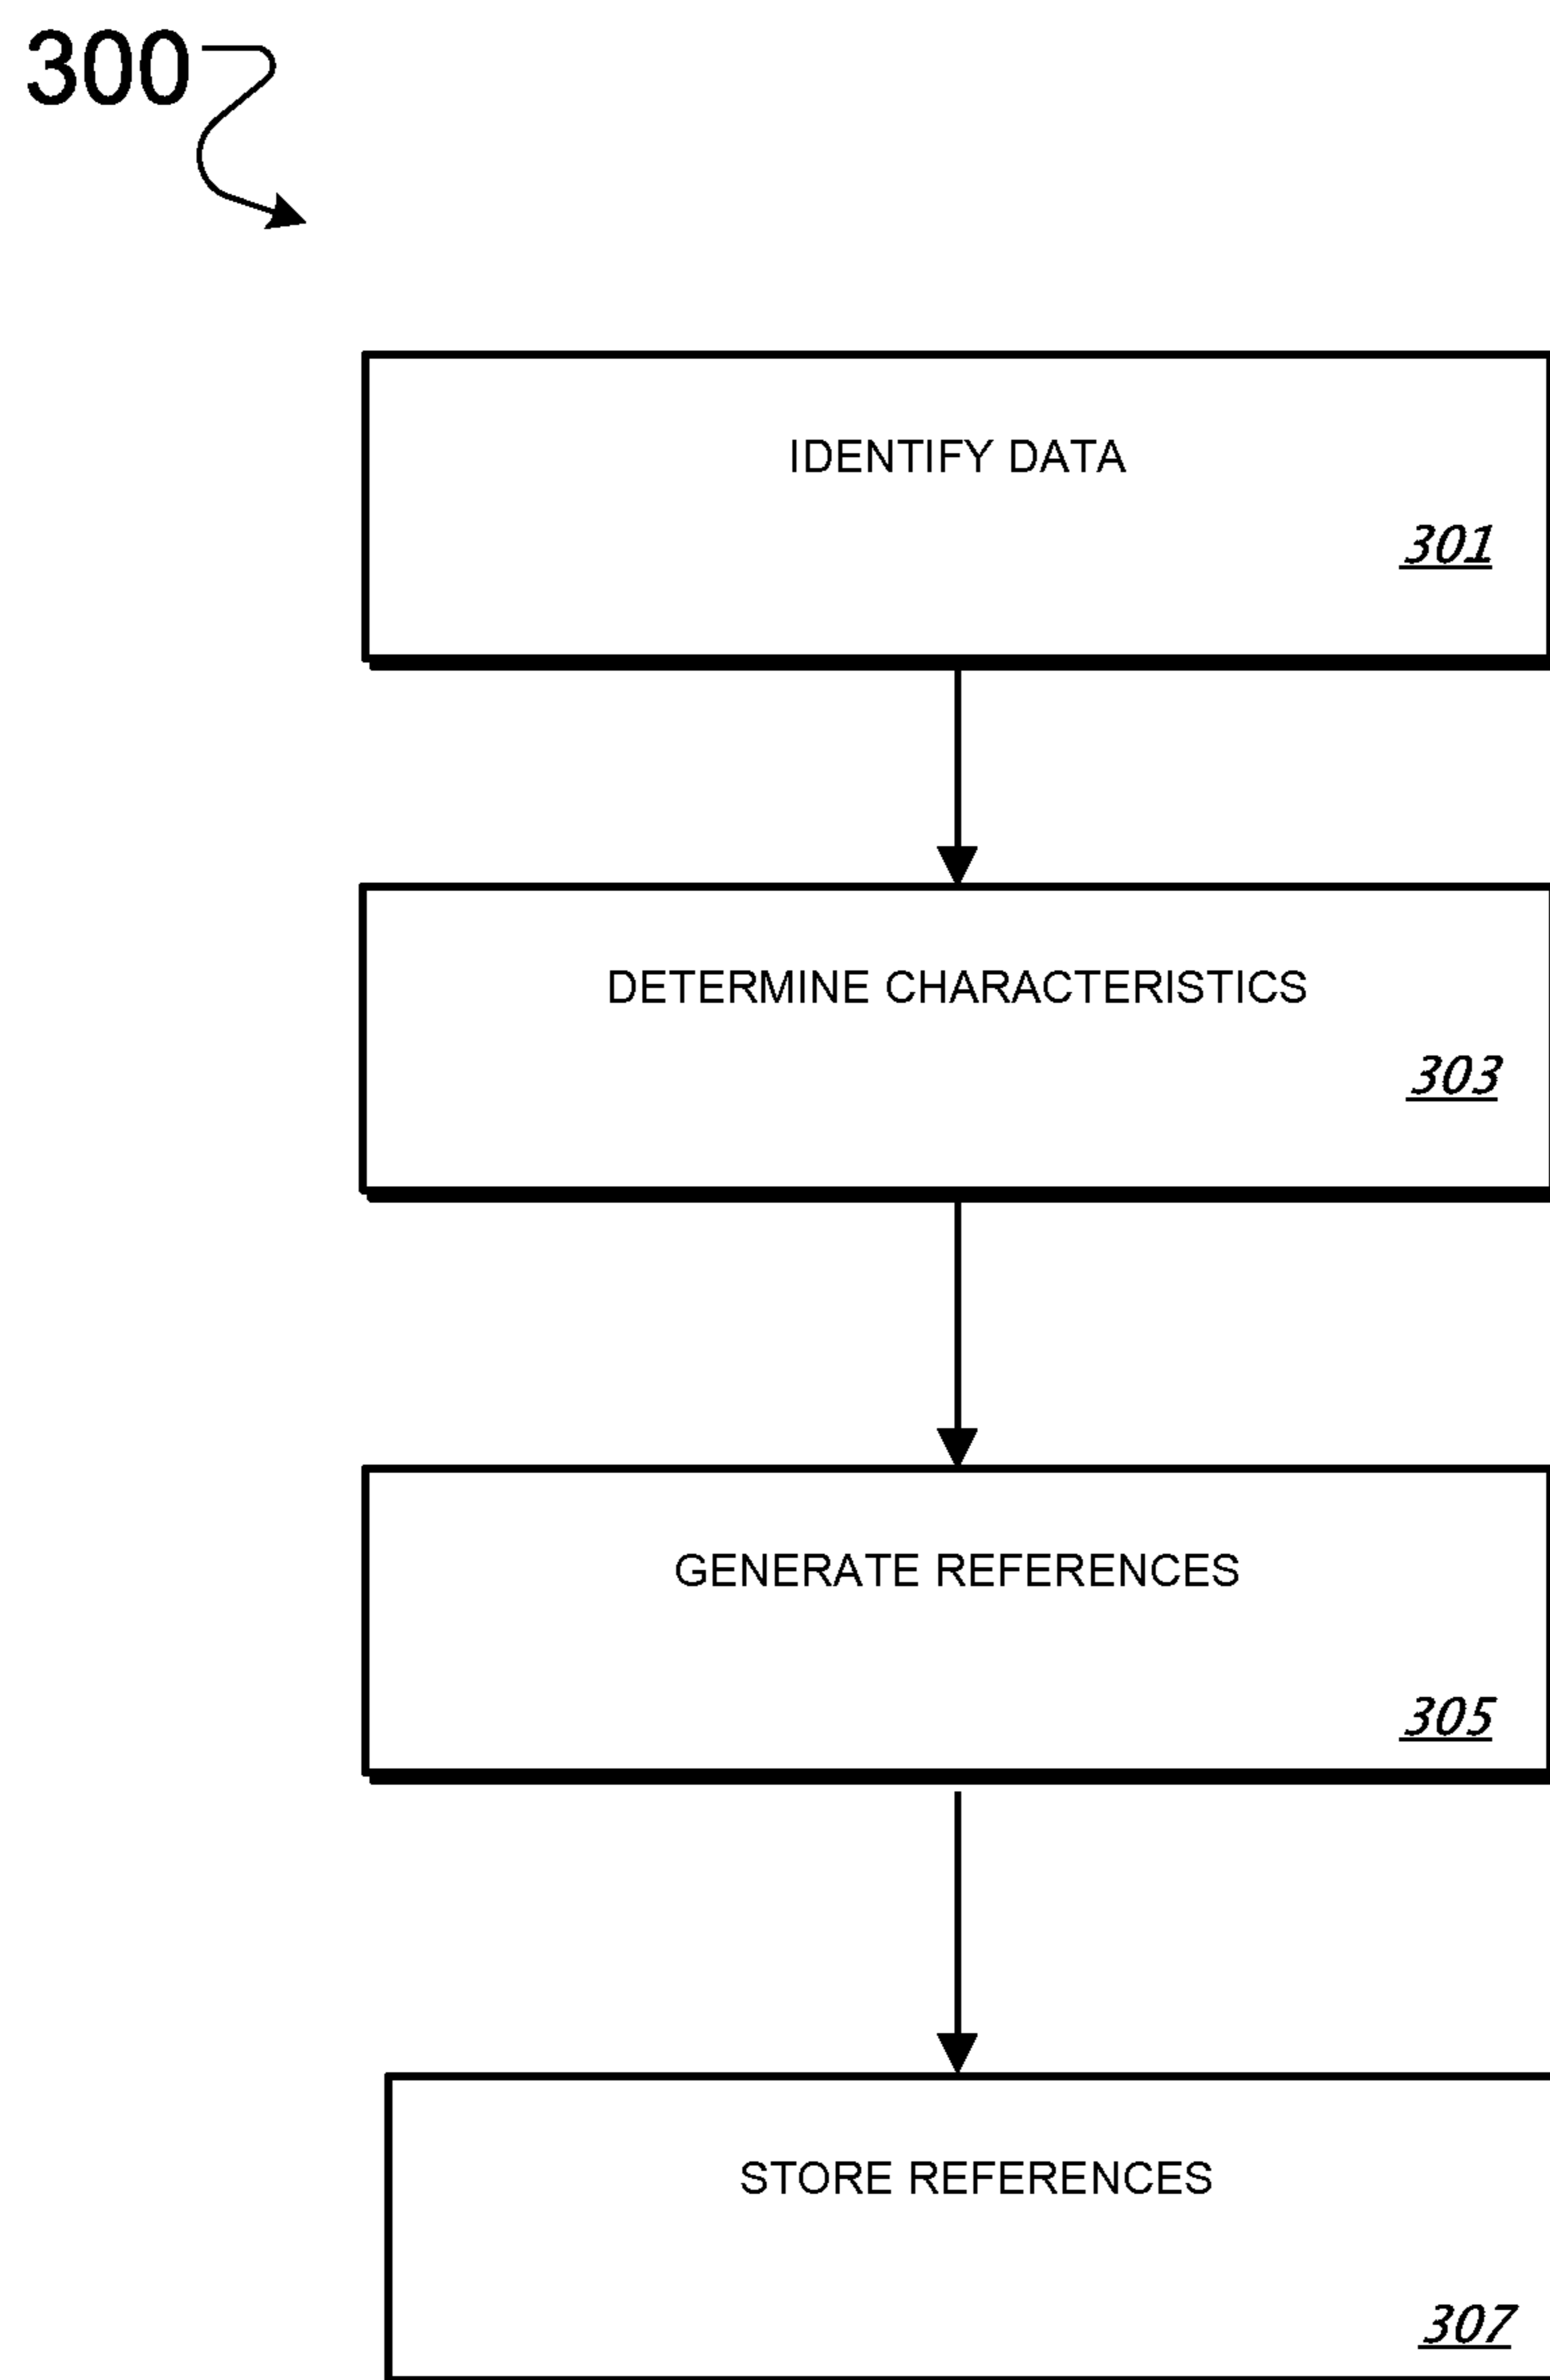 300
IDENTIFY DATA
301
DETERMINE CHARACTERISTICS
303
GENERATE REFERENCES
305
STORE REFERENCES
307